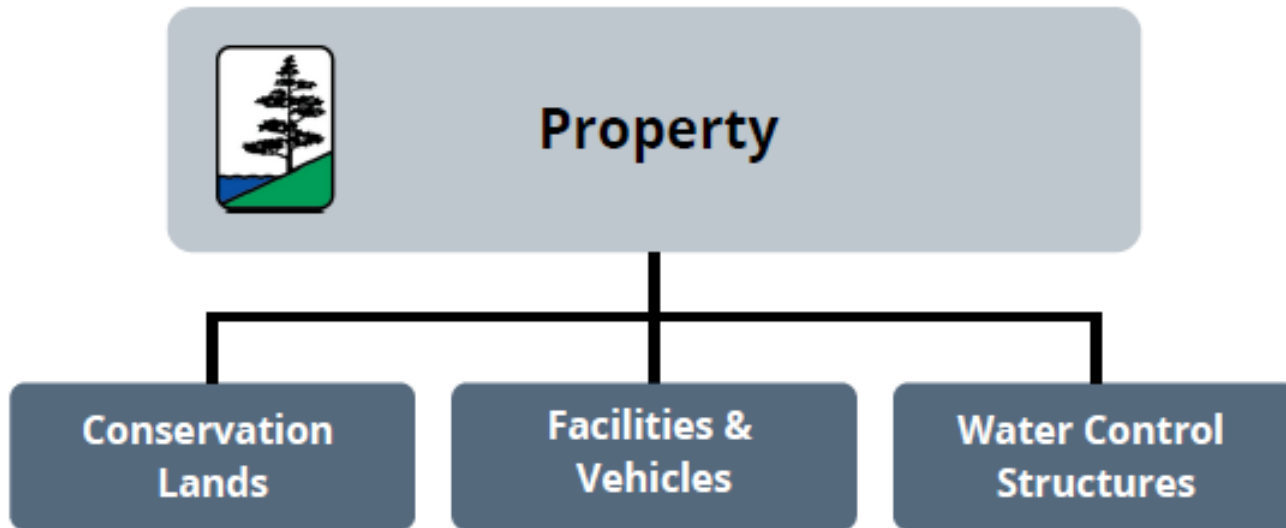 Property
Conservation
Lands
Facilities &
Vehicles
Water Control
Structures